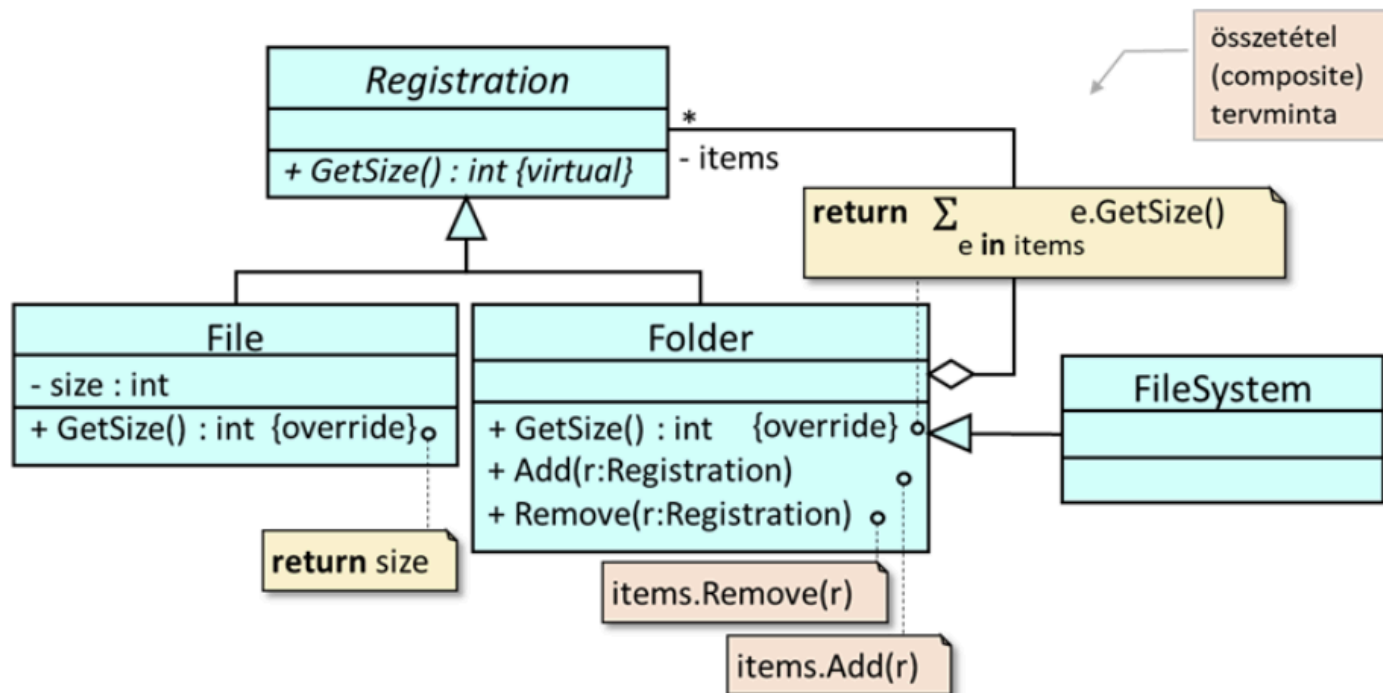 összetétel
(composite)
tervminta
Registration
+ GetSize() : int {virtual}
*
- items
return Σ e.GetSize()
e in items
File
- size : int
+ GetSize() : int {override}
return size
Folder
+ GetSize() : int {override}
+ Add(r:Registration)
+ Remove(r:Registration)
items.Remove(r)
items.Add(r)
FileSystem